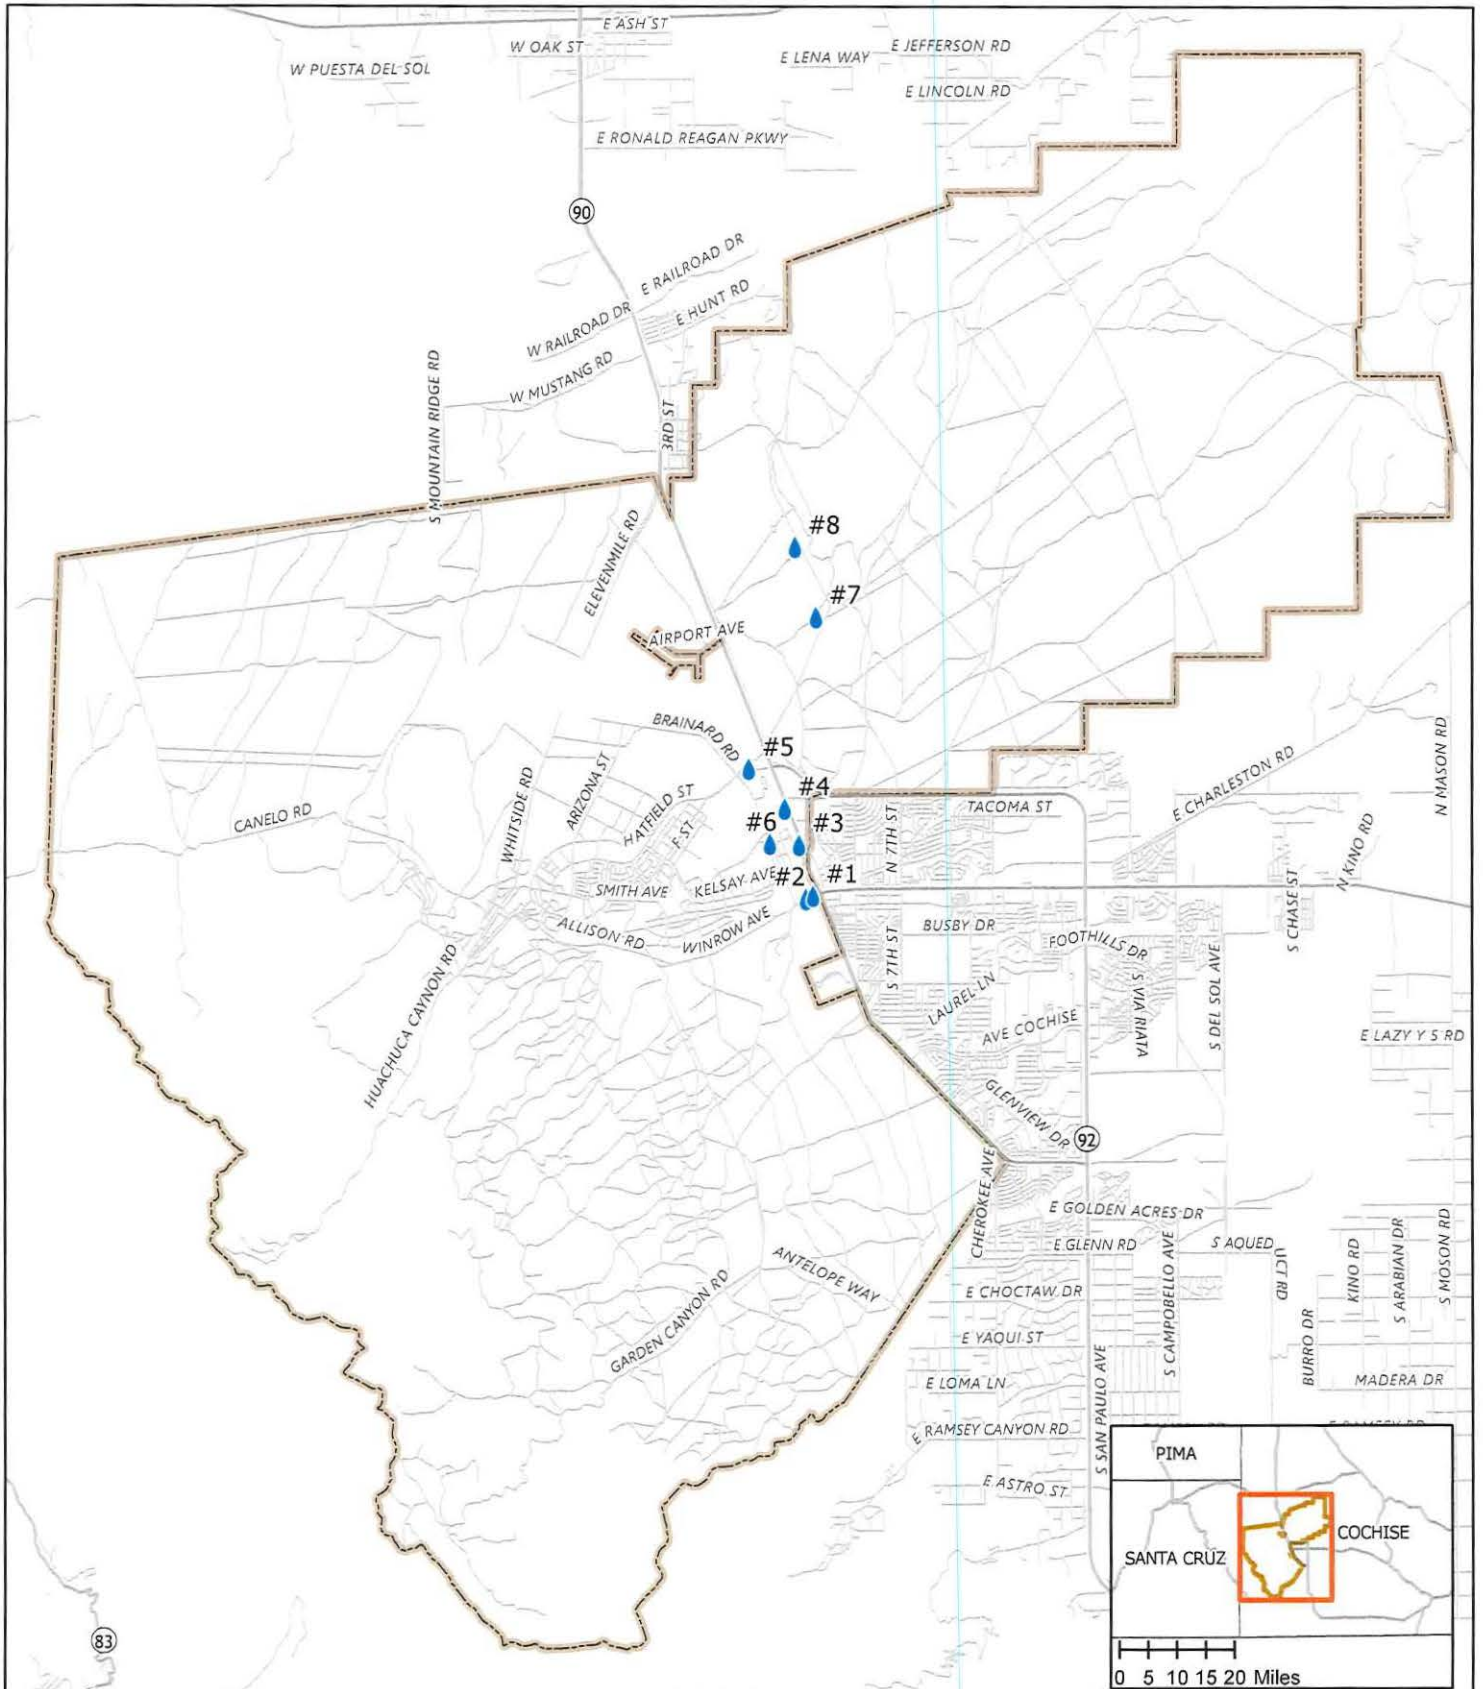 E ASH ST
W OAK ST
W PUESTA DEL SOL
E LENA WAY
E JEFFERSON RD
E LINCOLN RD
E RONALD REAGAN PKWY
90
E RAILROAD DR
W RAILROAD DR
E HUNT RD
W MUSTANG RD
S MOUNTAIN RIDGE RD
3RD ST
#8
ELEVENMILE RD
#7
AIRPORT AVE
BRAINARD RD
#5
#4
#3
#6
#1
#2
CANELO RD
WHITSIDE RD
ARIZONA ST
HATFIELD ST
F ST
SMITH AVE
KELSAY AVE
ALLISON RD
WINROW AVE
HUACHUCA CAYNON RD
N 7TH ST
TACOMA ST
E CHARLESTON RD
N MASON RD
N KINO RD
S CHASE ST
S 7TH ST
BUSBY DR
FOOTHILLS DR
LAUREL LN
S VIA RIATA
S DEL SOL AVE
AVE COCHISE
E LAZY Y S RD
GLENVIEW DR
92
CHEROKEE AVE
E GOLDEN ACRES DR
E GLENN RD
S AQUED
UCT RD
S CAMPOBELLO AVE
KINO RD
S ARABIAN DR
S MOSON RD
ANTELOPE WAY
GARDEN CANYON RD
E CHOCTAW DR
E YAQUI ST
E LOMA LN
BURRO DR
MADERA DR
E RAMSEY CANYON RD
S SAN PAULO AVE
E ASTRO ST
83
PIMA
COCHISE
SANTA CRUZ
0 5 10 15 20 Miles